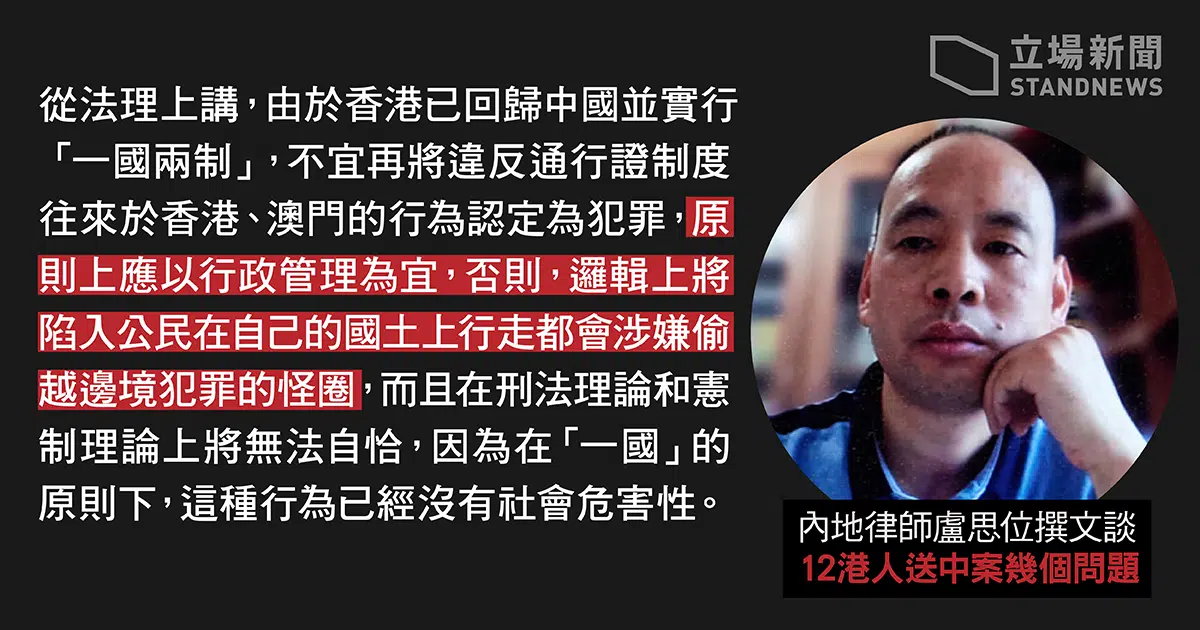 立場新聞
STANDNEWS
從法理上講，由於香港已回歸中國並實行
「一國兩制」，不宜再將違反通行證制度
往來於香港、澳門的行為認定為犯罪，原
則上應以行政管理為宜，否則，邏輯上將
陷入公民在自己的國土上行走都會涉嫌偷
越邊境犯罪的怪圈，而且在刑法理論和憲
制理論上將無法自恰，因為在「一國」的
原則下，這種行為已經沒有社會危害性。
內地律師盧思位撰文談
12港人送中案幾個問題